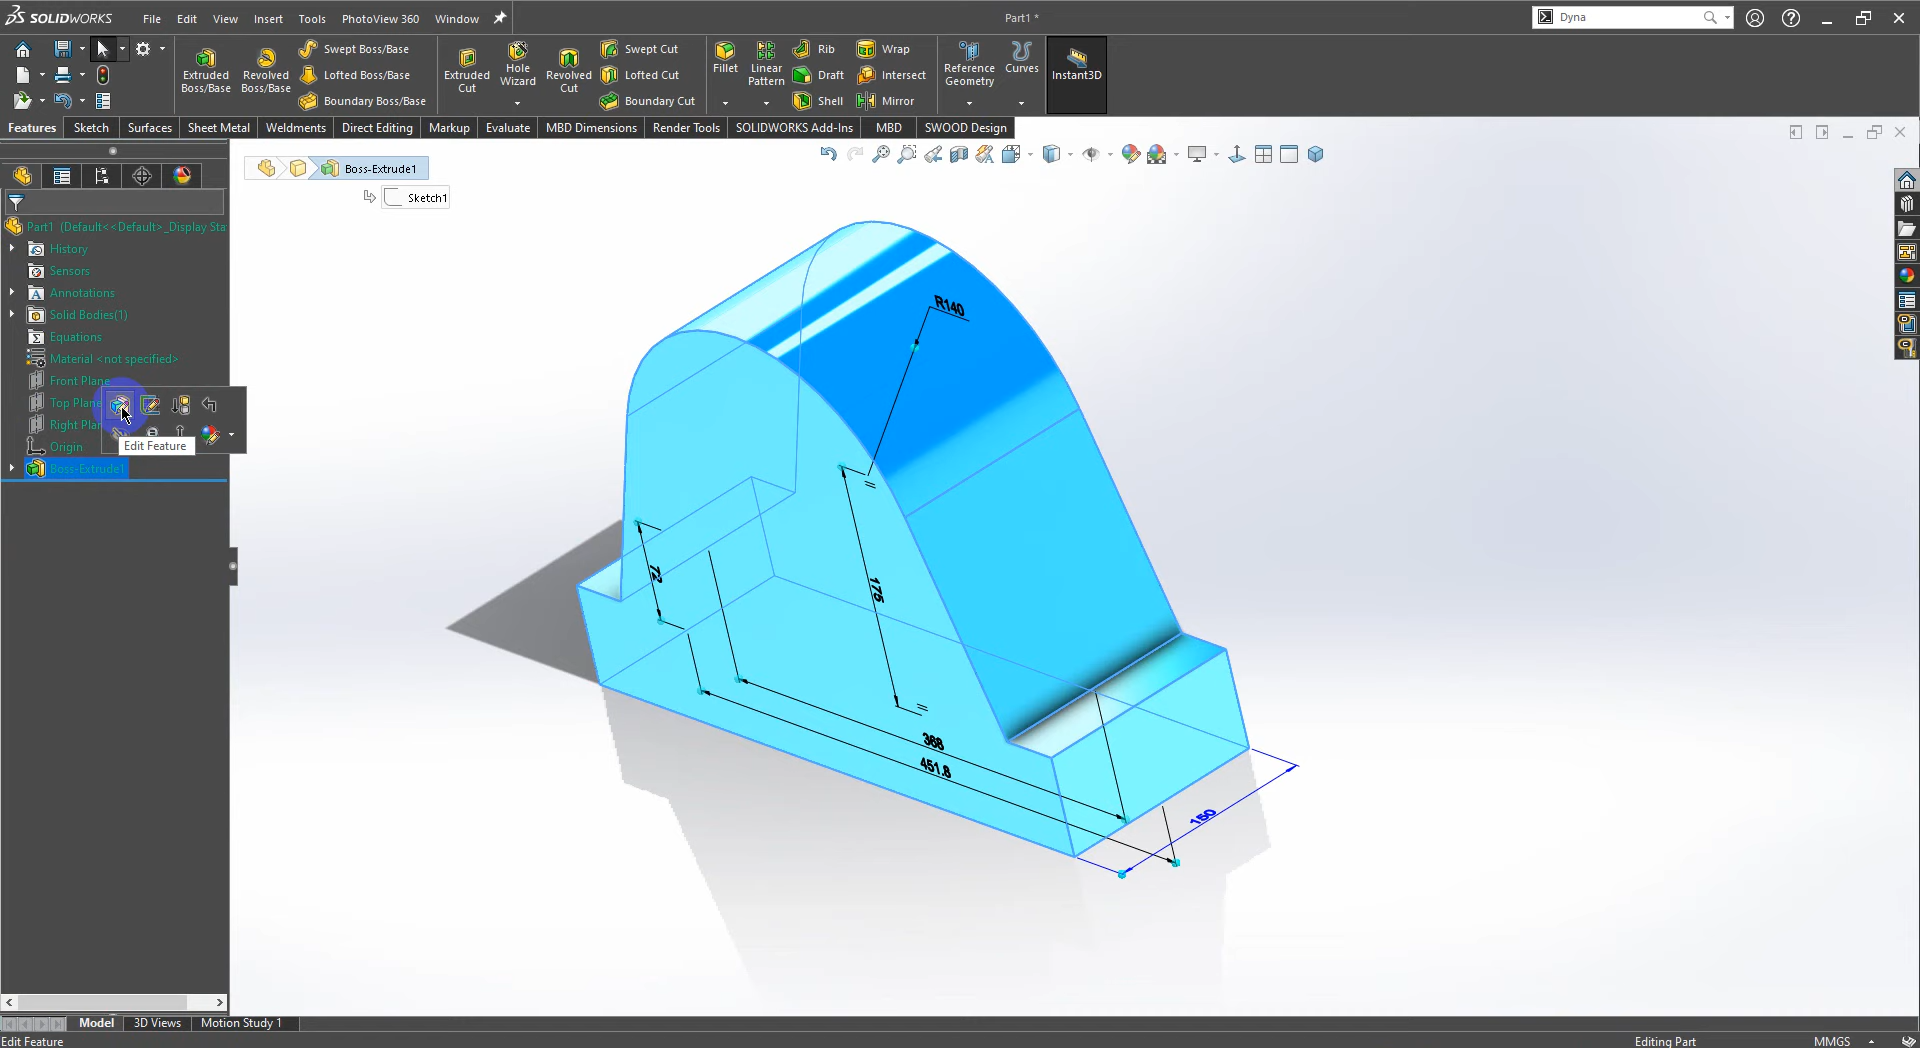 SOLIDWORKS
File Edit View Insert Tools PhotoView 360 Window
Part1 *
Dyna
Extruded Boss/Base
Revolved Boss/Base
Swept Boss/Base
Lofted Boss/Base
Boundary Boss/Base
Extruded Cut
Hole Wizard
Revolved Cut
Swept Cut
Lofted Cut
Boundary Cut
Fillet
Linear Pattern
Rib
Draft
Shell
Wrap
Intersect
Mirror
Reference Geometry
Curves
Instant3D
Features Sketch Surfaces Sheet Metal Weldments Direct Editing Markup Evaluate MBD Dimensions Render Tools SOLIDWORKS Add-Ins MBD SWOOD Design
Boss-Extrude1
Sketch1
Part1 (Default<<Default>_Display Sta
History
Sensors
Annotations
Solid Bodies(1)
Equations
Material <not specified>
Front Plane
Top Plane
Right Plan
Origin
Edit Feature
Boss-Extrude1
R140
72
175
368
451.8
150
Model 3D Views Motion Study 1
Edit Feature
Editing Part
MMGS